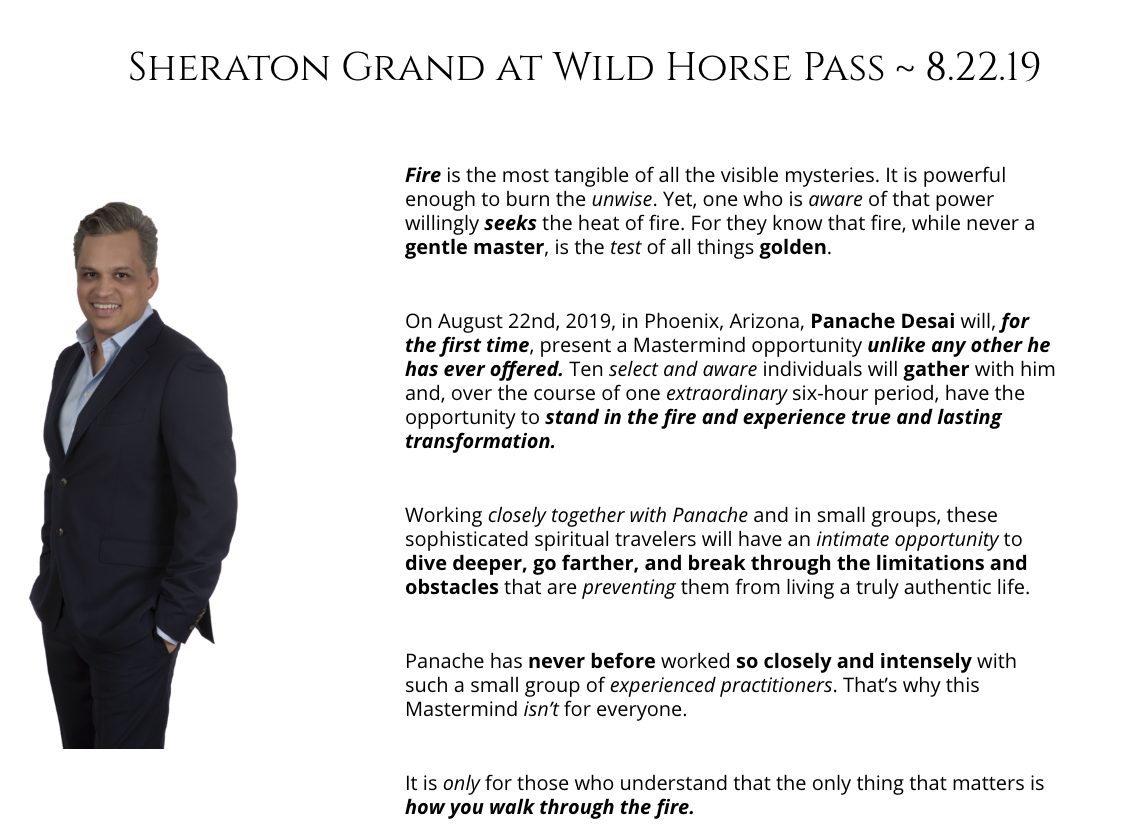 Sheraton Grand at Wild Horse Pass ~ 8.22.19
Fire is the most tangible of all the visible mysteries. It is powerful
enough to burn the unwise. Yet, one who is aware of that power
willingly seeks the heat of fire. For they know that fire, while never a
gentle master, is the test of all things golden.
On August 22nd, 2019, in Phoenix, Arizona, Panache Desai will, for
the first time, present a Mastermind opportunity unlike any other he
has ever offered. Ten select and aware individuals will gather with him
and, over the course of one extraordinary six-hour period, have the
opportunity to stand in the fire and experience true and lasting
transformation.
Working closely together with Panache and in small groups, these
sophisticated spiritual travelers will have an intimate opportunity to
dive deeper, go farther, and break through the limitations and
obstacles that are preventing them from living a truly authentic life.
Panache has never before worked so closely and intensely with
such a small group of experienced practitioners. That’s why this
Mastermind isn’t for everyone.
It is only for those who understand that the only thing that matters is
how you walk through the fire.